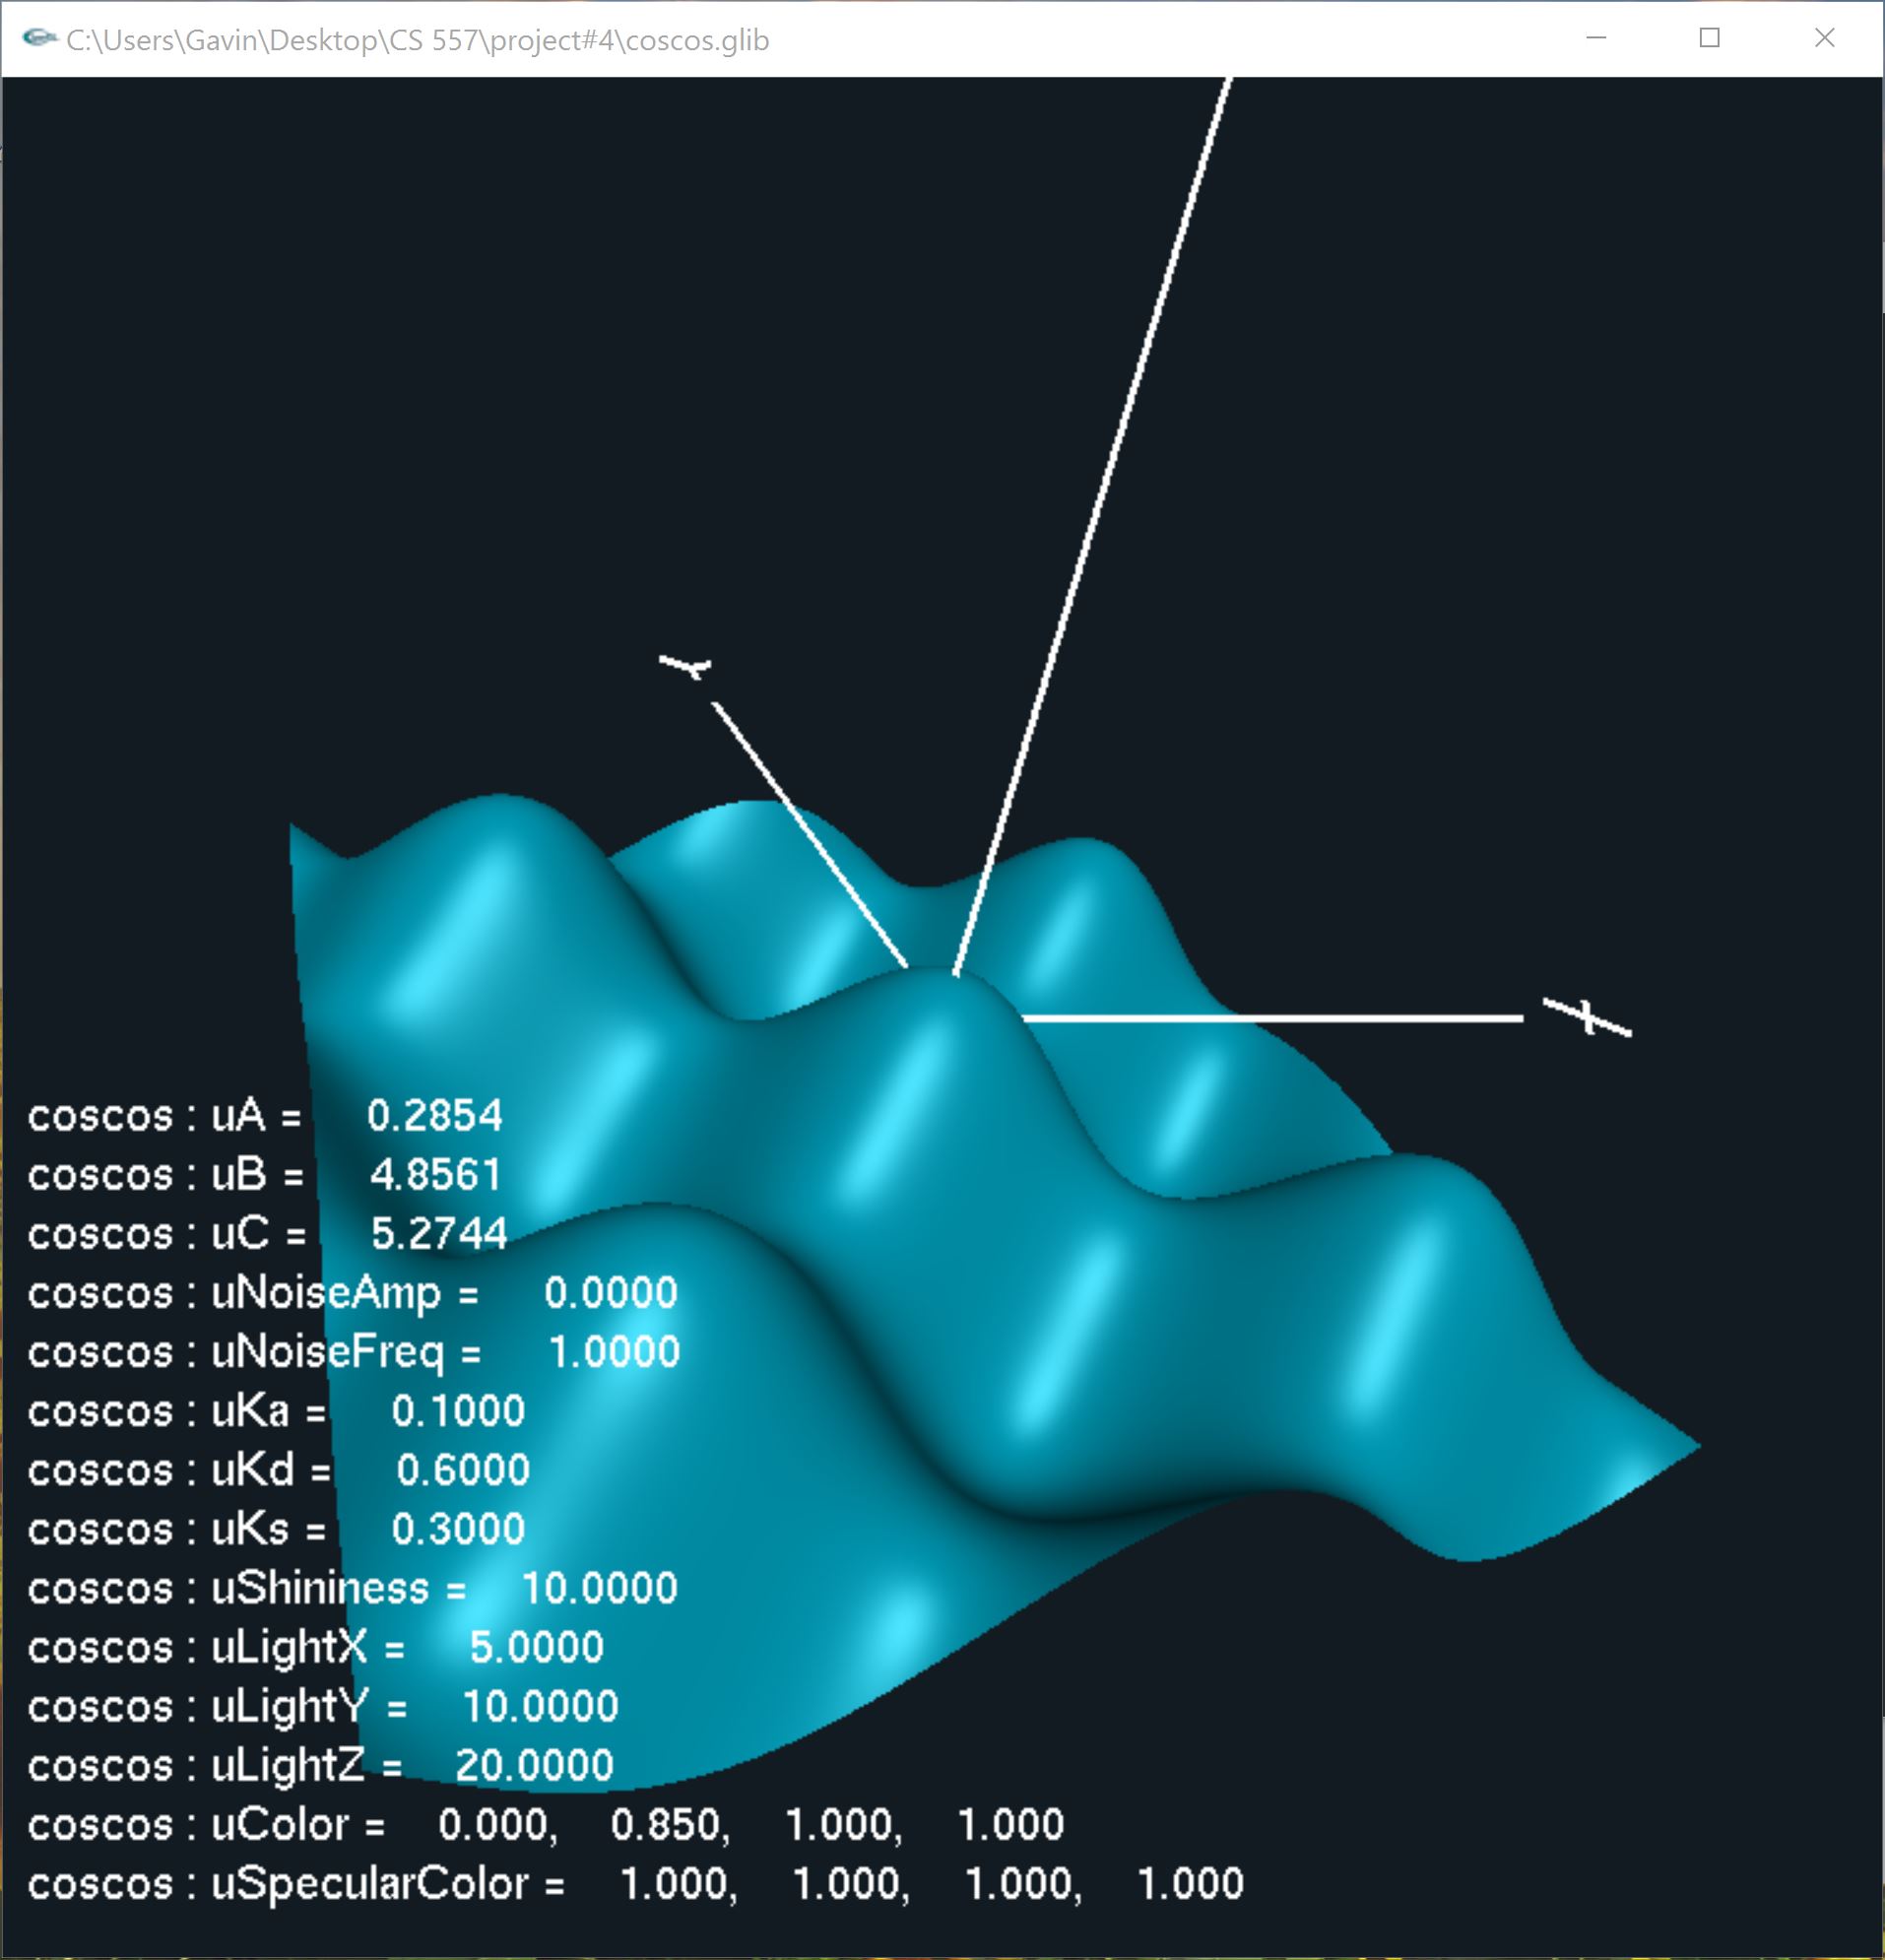 C:\Users\Gavin\Desktop\CS 557\project#4\coscos.glib
Y
X
coscos : uA = 0.2854
coscos : uB = 4.8561
coscos : uC = 5.2744
coscos : uNoiseAmp = 0.0000
coscos : uNoiseFreq = 1.0000
coscos : uKa = 0.1000
coscos : uKd = 0.6000
coscos : uKs = 0.3000
coscos : uShininess = 10.0000
coscos : uLightX = 5.0000
coscos : uLightY = 10.0000
coscos : uLightZ = 20.0000
coscos : uColor = 0.000, 0.850, 1.000, 1.000
coscos : uSpecularColor = 1.000, 1.000, 1.000, 1.000